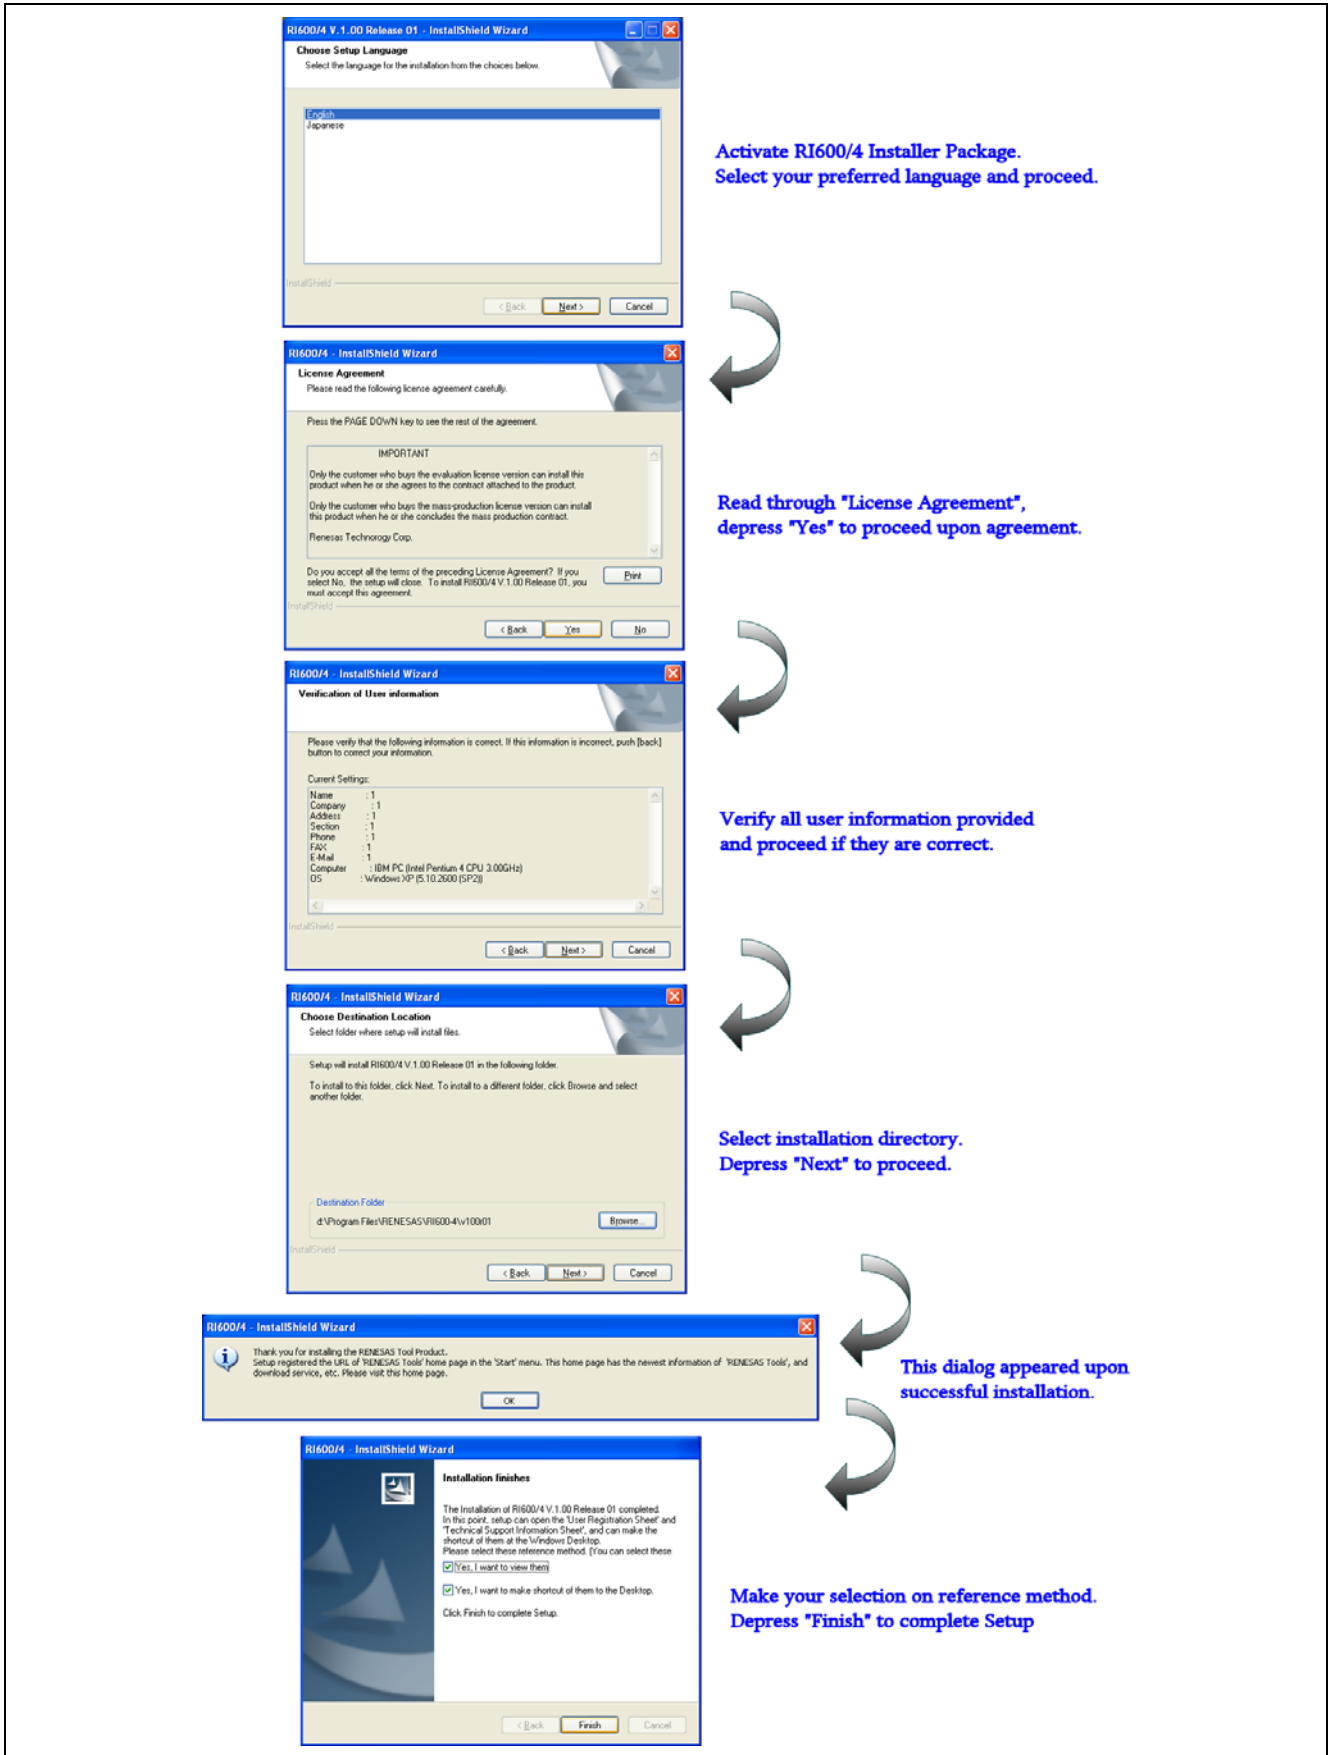 RI600/4 V.1.00 Release 01 - InstallShield Wizard
Choose Setup Language
Select the language for the installation from the choices below.
English
Japanese
InstallShield
< Back
Next >
Cancel
Activate RI600/4 Installer Package.
Select your preferred language and proceed.
RI600/4 - InstallShield Wizard
License Agreement
Please read the following license agreement carefully.
Press the PAGE DOWN key to see the rest of the agreement.
IMPORTANT
Only the customer who buys the evaluation license version can install this
product when he or she agrees to the contract attached to the product.
Only the customer who buys the mass-production license version can install
this product when he or she concludes the mass production contract.
Renesas Technorogy Corp.
Do you accept all the terms of the preceding License Agreement? If you
select No, the setup will close. To install RI600/4 V.1.00 Release 01, you
must accept this agreement.
Print
InstallShield
< Back
Yes
No
Read through "License Agreement",
depress "Yes" to proceed upon agreement.
RI600/4 - InstallShield Wizard
Verification of User information
Please verify that the following information is correct. If this information is incorrect, push [back]
button to correct your information.
Current Settings:
Name : 1
Company : 1
Address : 1
Section : 1
Phone : 1
FAX : 1
E-Mail : 1
Computer : IBM PC (Intel Pentium 4 CPU 3.00GHz)
OS : Windows XP (5.10.2600 (SP2))
InstallShield
< Back
Next >
Cancel
Verify all user information provided
and proceed if they are correct.
RI600/4 - InstallShield Wizard
Choose Destination Location
Select folder where setup will install files.
Setup will install RI600/4 V.1.00 Release 01 in the following folder.
To install to this folder, click Next. To install to a different folder, click Browse and select
another folder.
Destination Folder
d:\Program Files\RENESAS\RI600-4\v100r01
Browse...
InstallShield
< Back
Next >
Cancel
Select installation directory.
Depress "Next" to proceed.
RI600/4 - InstallShield Wizard
Thank you for installing the RENESAS Tool Product.
Setup registered the URL of 'RENESAS Tools' home page in the 'Start' menu. This home page has the newest information of 'RENESAS Tools', and
download service, etc. Please visit this home page.
OK
This dialog appeared upon
successful installation.
RI600/4 - InstallShield Wizard
Installation finishes
The Installation of RI600/4 V.1.00 Release 01 completed.
In this point, setup can open the 'User Registration Sheet' and
'Technical Support Information Sheet', and can make the
shortcut of them at the Windows Desktop.
Please select these reference method. (You can select these
Yes, I want to view them
Yes, I want to make shortcut of them to the Desktop.
Click Finish to complete Setup.
< Back
Finish
Cancel
Make your selection on reference method.
Depress "Finish" to complete Setup